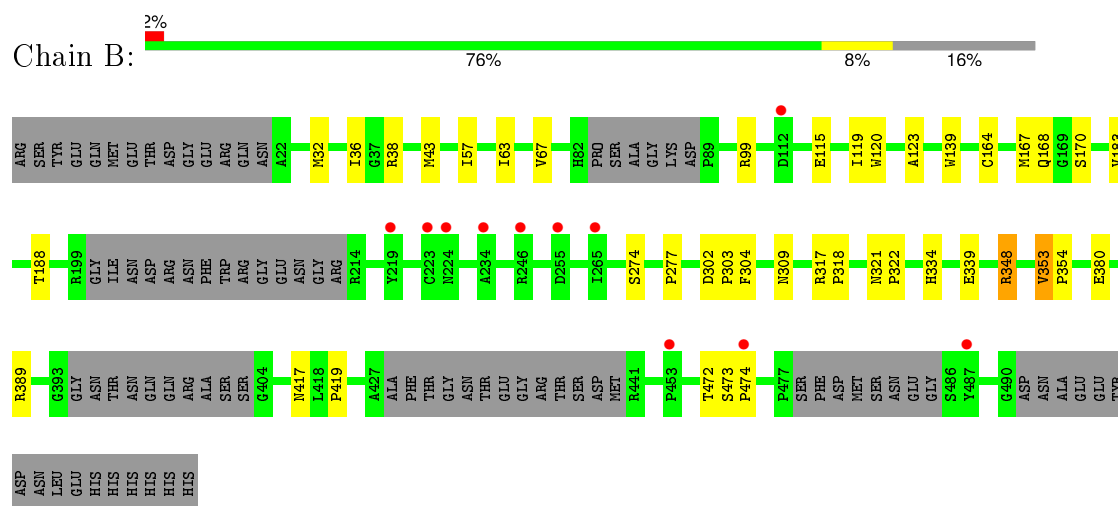 2%
Chain B:
76% 8% 16%
ARG SER TYR GLU GLN MET GLU THR ASP GLY GLU ARG GLN ASN A22 M32 I36 G37 R38 M43 I57 I63 V67 H82 PRO SER ALA GLY LYS ASP P89 R99 D112 E115 I119 W120 A123 W139 C164 M167 Q168 G169 S170 V183
T188 R199 GLY ILE ASN ASP ARG ASN PHE TRP ARG GLY GLU ASN GLY ARG R214 Y219 C223 N224 A234 R246 D255 I265 S274 P277 D302 P303 F304 N309 R317 P318 N321 P322 H334 E339 R348 V353 P354 E380
R389 G393 GLY ASN THR ASN GLN GLN ARG ALA SER SER G404 N417 L418 P419 A427 ALA PHE THR GLY ASN THR GLU GLY ARG THR SER ASP MET R441 P453 T472 S473 P474 P477 SER PHE ASP MET SER ASN GLU GLY S486 Y487 G490 ASP ASN ALA GLU GLU TYR
ASP ASN LEU GLU HIS HIS HIS HIS HIS HIS